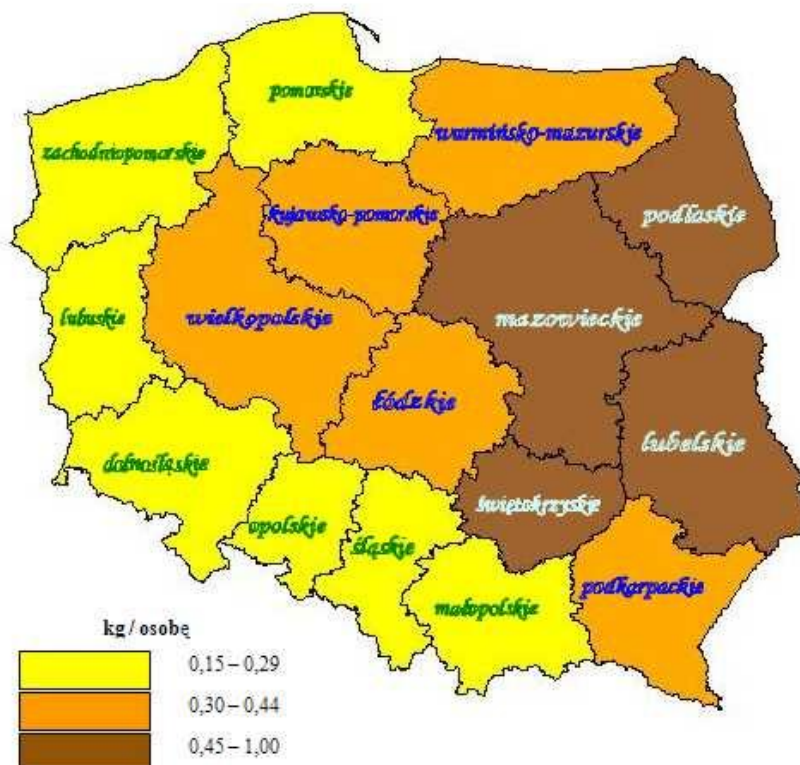 pomorskie
warmińsko-mazurskie
zachodniopomorskie
podlaskie
kujawsko-pomorskie
lubuskie
wielkopolskie
mazowieckie
łódzkie
lubelskie
dolnośląskie
świętokrzyskie
opolskie
śląskie
podkarpackie
małopolskie
kg / osobę
0,15 – 0,29
0,30 – 0,44
0,45 – 1,00